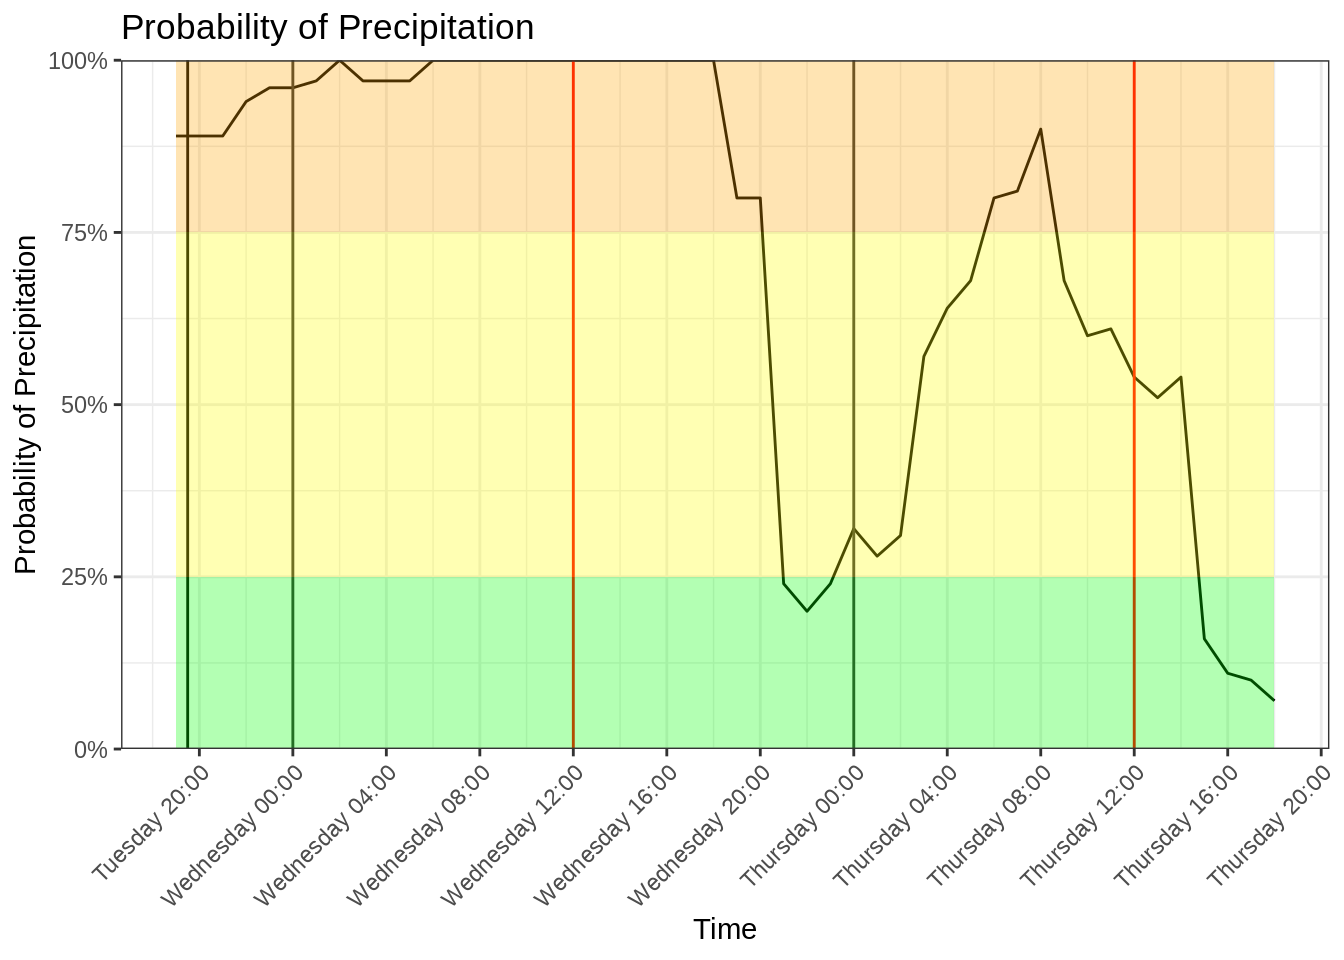 Probability of Precipitation
Probability of Precipitation
100%
75%
50%
25%
0%
Tuesday 20:00
Wednesday 00:00
Wednesday 04:00
Wednesday 08:00
Wednesday 12:00
Wednesday 16:00
Wednesday 20:00
Thursday 00:00
Thursday 04:00
Thursday 08:00
Thursday 12:00
Thursday 16:00
Thursday 20:00
Time